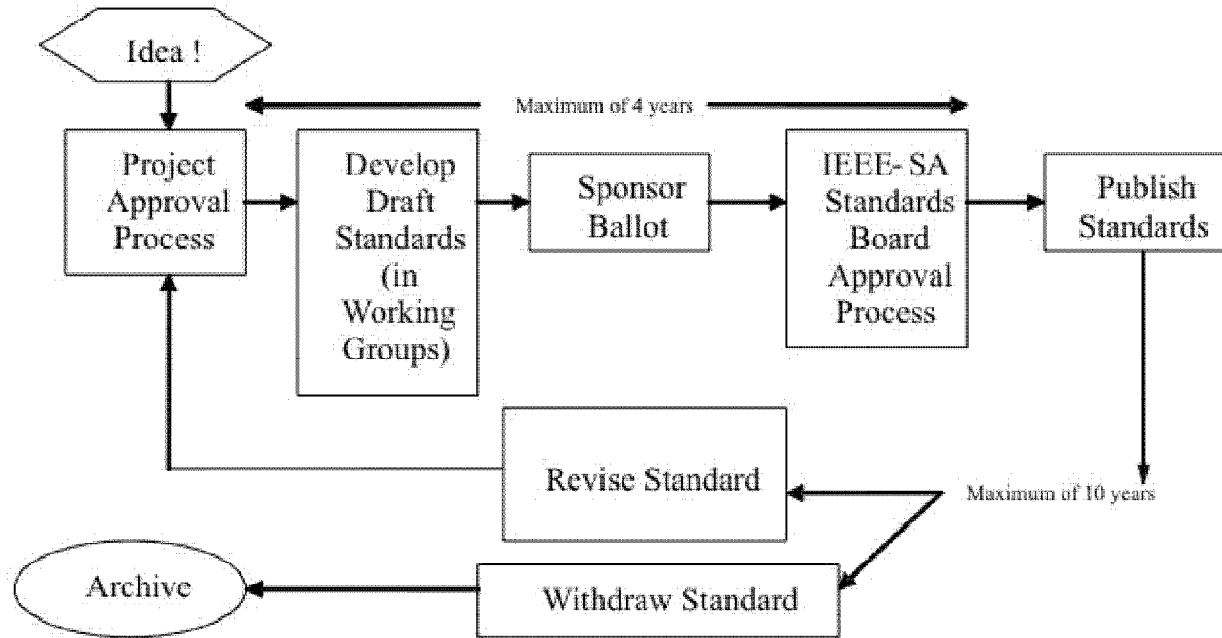 Idea !
Maximum of 4 years
Project
Approval
Process
Develop
Draft
Standards
(in
Working
Groups)
Sponsor
Ballot
IEEE- SA
Standards
Board
Approval
Process
Publish
Standards
Revise Standard
Maximum of 10 years
Archive
Withdraw Standard